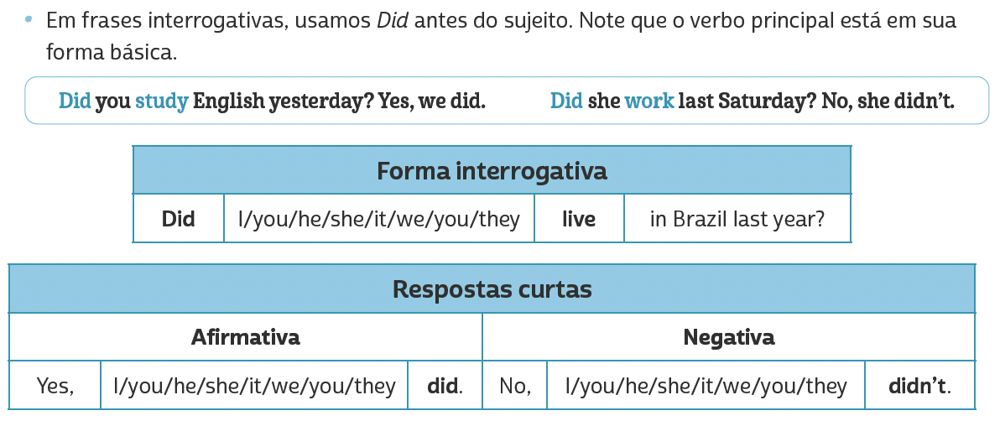 • Em frases interrogativas, usamos Did antes do sujeito. Note que o verbo principal está em sua
forma básica.
Did you study English yesterday? Yes, we did. Did she work last Saturday? No, she didn’t.
Forma interrogativa
Did I/you/he/she/it/we/you/they live in Brazil last year?
Respostas curtas
Afirmativa Negativa
Yes, I/you/he/she/it/we/you/they did. No, I/you/he/she/it/we/you/they didn’t.